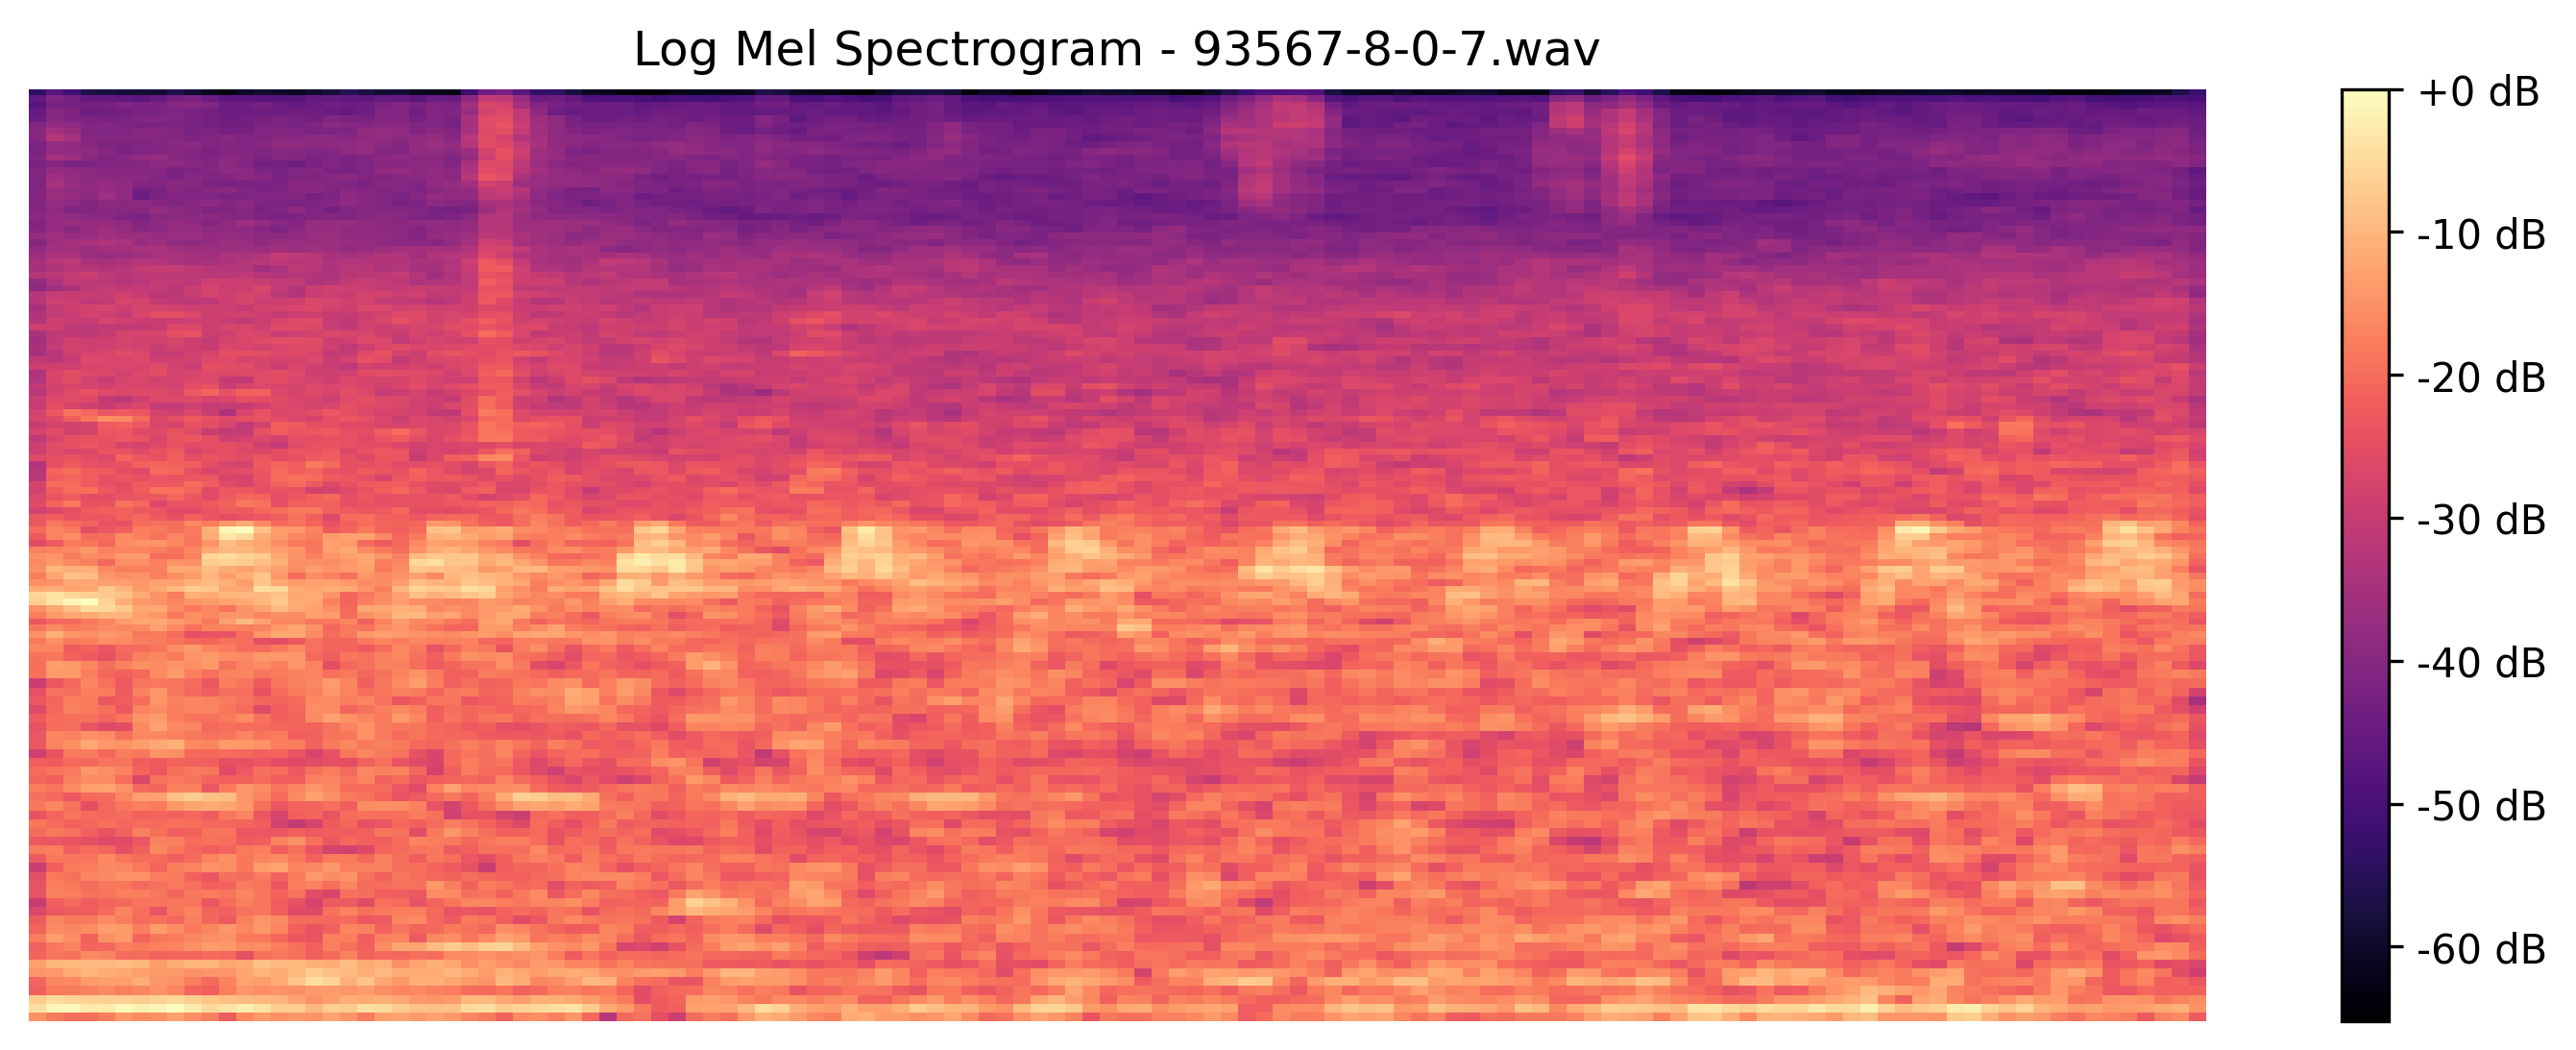 Log Mel Spectrogram - 93567-8-0-7.wav
+0 dB
-10 dB
-20 dB
-30 dB
-40 dB
-50 dB
-60 dB